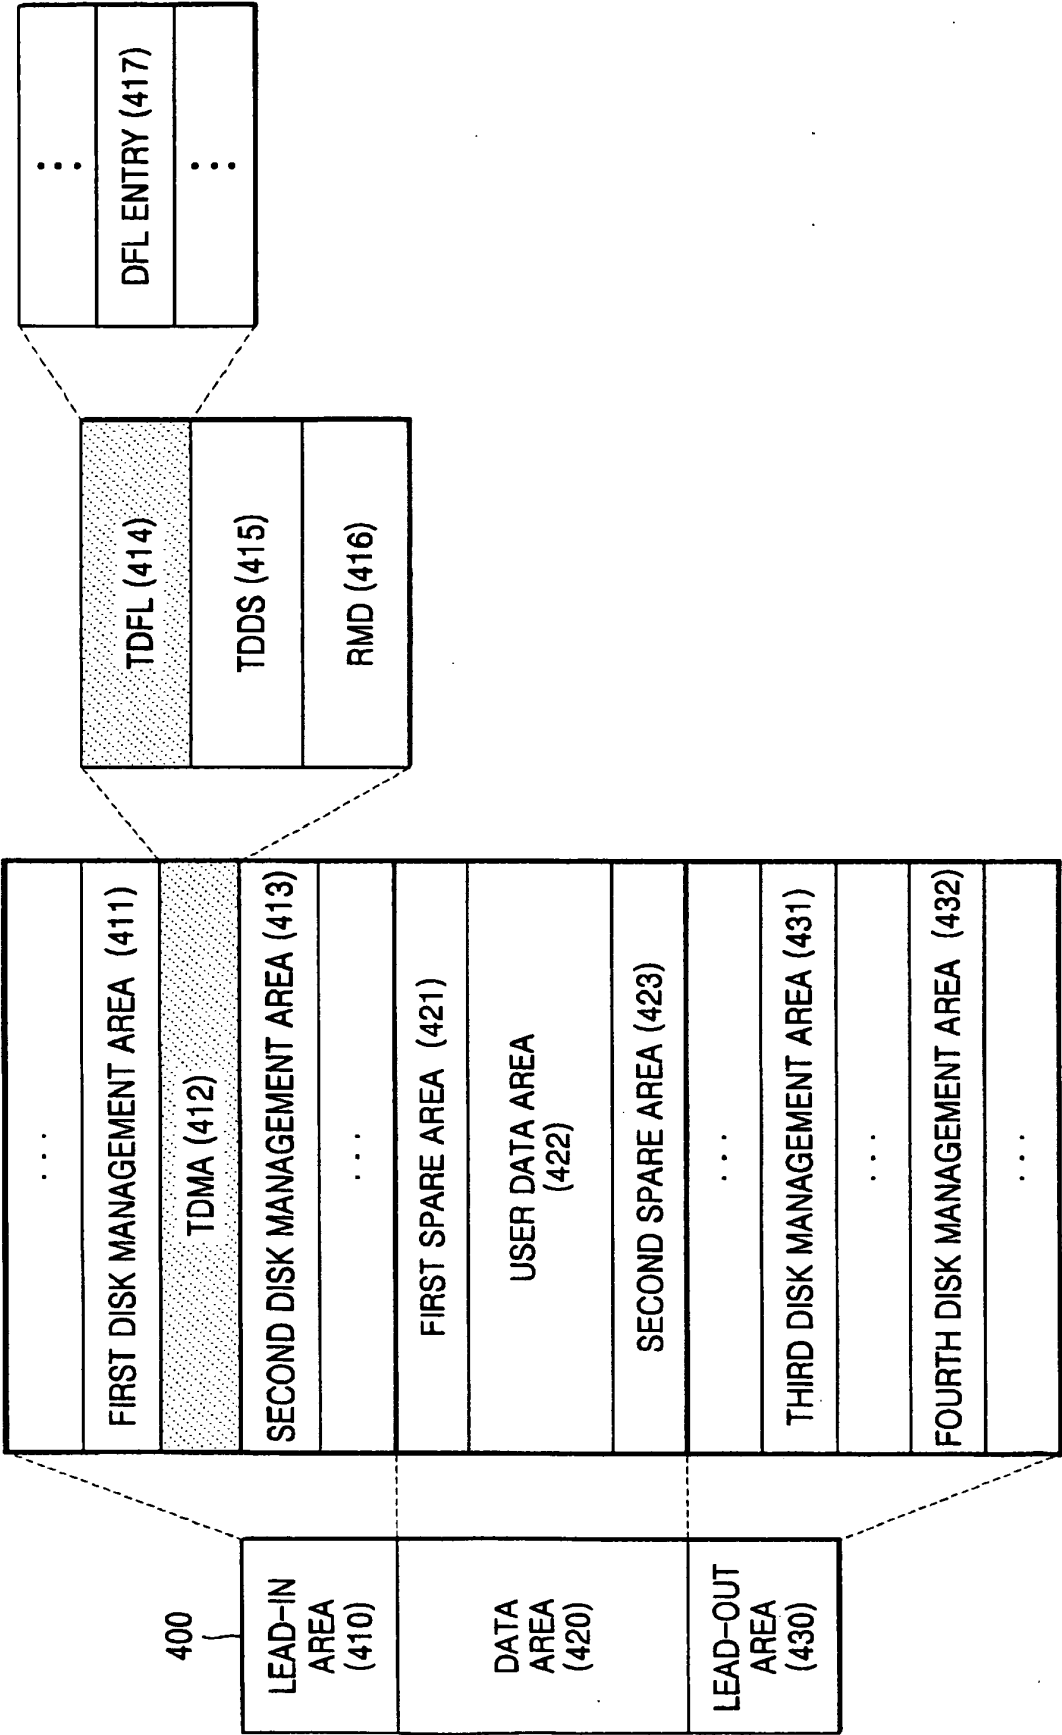 400
LEAD-IN
AREA
(410)
DATA
AREA
(420)
LEAD-OUT
AREA
(430)
...
FIRST DISK MANAGEMENT AREA (411)
TDMA (412)
SECOND DISK MANAGEMENT AREA (413)
...
FIRST SPARE AREA (421)
USER DATA AREA
(422)
SECOND SPARE AREA (423)
...
THIRD DISK MANAGEMENT AREA (431)
...
FOURTH DISK MANAGEMENT AREA (432)
...
TDFL (414)
TDDS (415)
RMD (416)
...
DFL ENTRY (417)
...